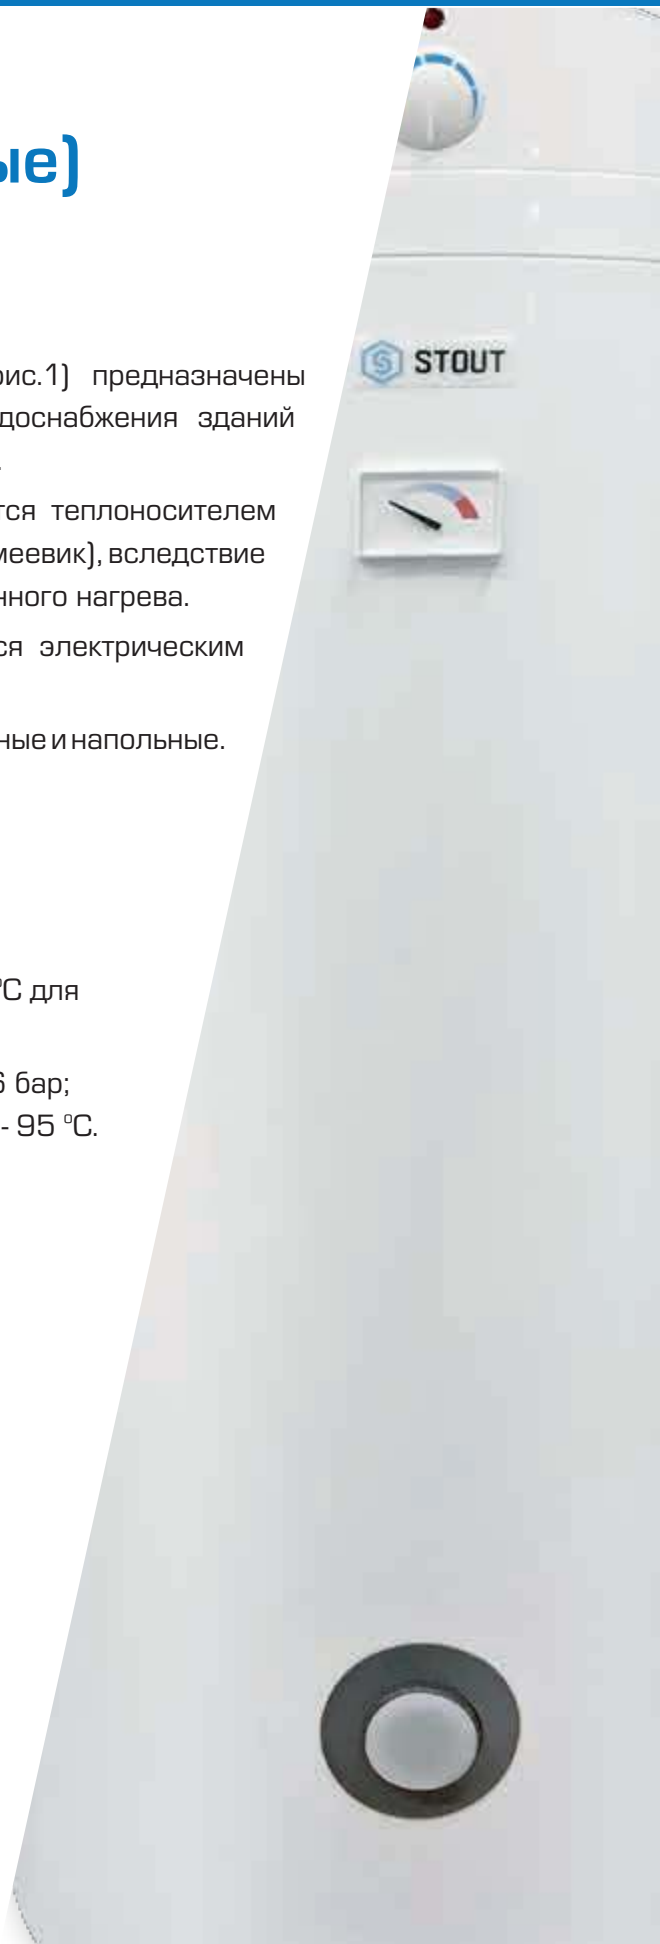 ые)
рис.1) предназначены
доснабжения зданий
.
тся теплоносителем
меевик), вследствие
нного нагрева.
ся электрическим
ные и напольные.
°C для
6 бар;
- 95 °C.
STOUT